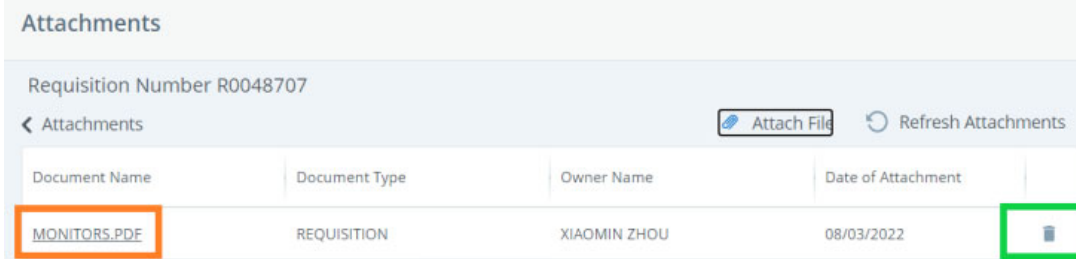 Attachments
Requisition Number R0048707
Attachments Attach File Refresh Attachments
Document Name Document Type Owner Name Date of Attachment
MONITORS.PDF REQUISITION XIAOMIN ZHOU 08/03/2022